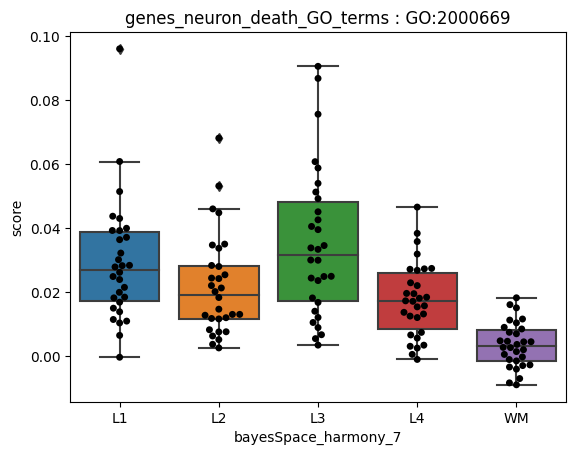 genes_neuron_death_GO_terms : GO:2000669
0.10
0.08
0.06
0.04
0.02
0.00
score
L1 L2 L3 L4 WM
bayesSpace_harmony_7